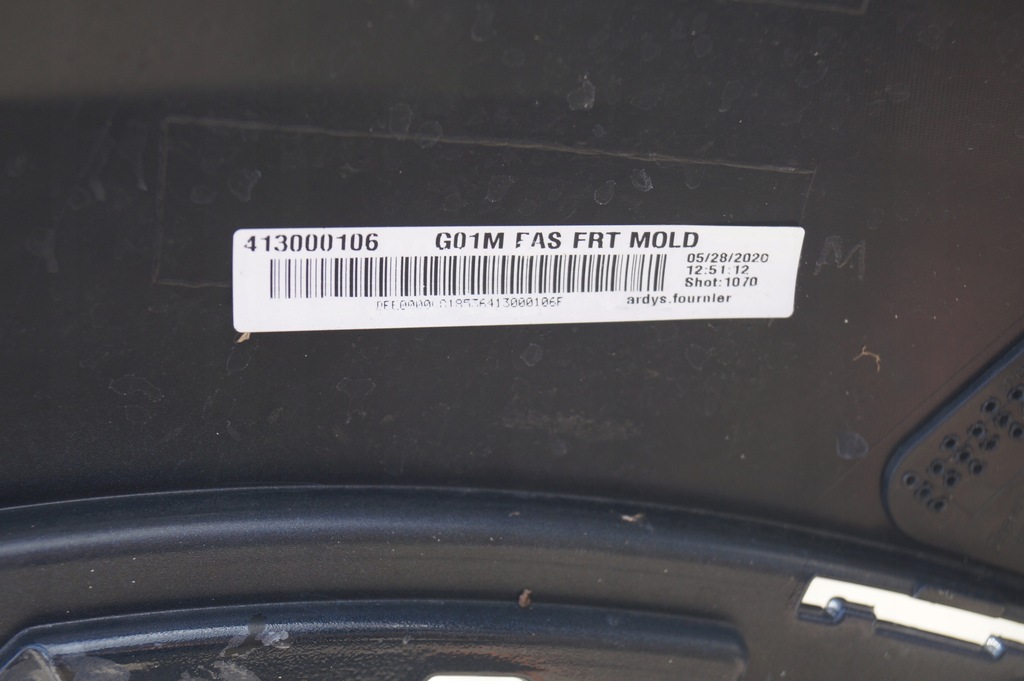 413000106 G01M FAS FRT MOLD
05/28/2020
12:51:12
Shot:1070
ardys.fournier
M